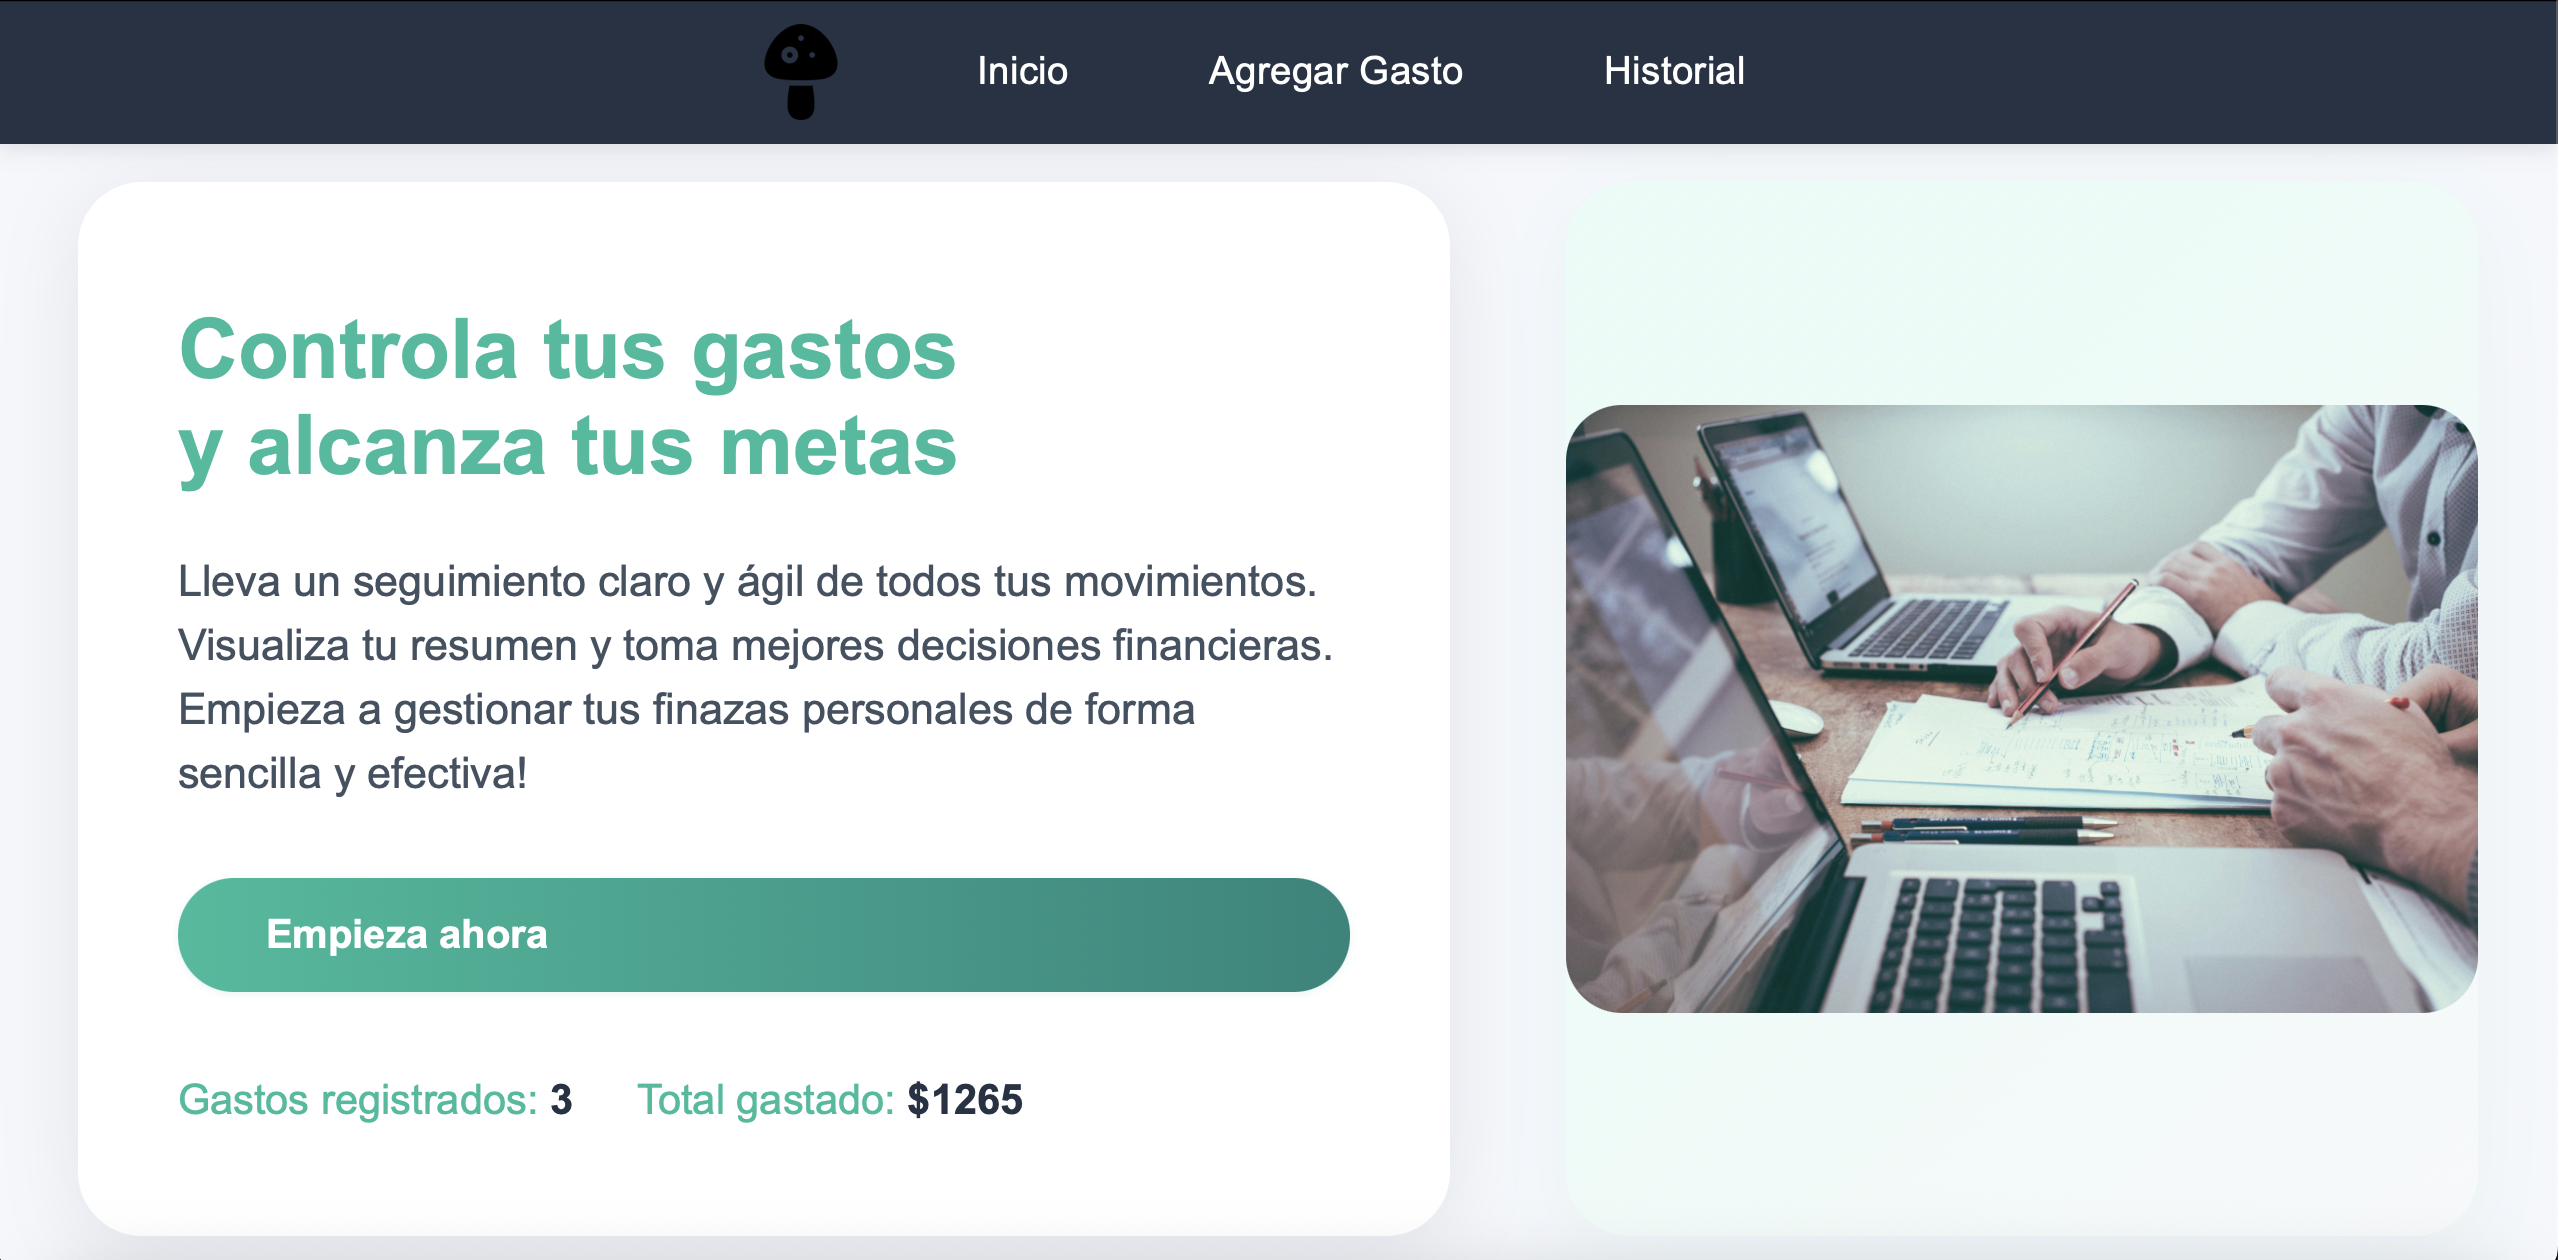 Inicio
Agregar Gasto
Historial
Controla tus gastos
y alcanza tus metas
Lleva un seguimiento claro y ágil de todos tus movimientos.
Visualiza tu resumen y toma mejores decisiones financieras.
Empieza a gestionar tus finazas personales de forma
sencilla y efectiva!
Empieza ahora
Gastos registrados: 3 Total gastado: $1265